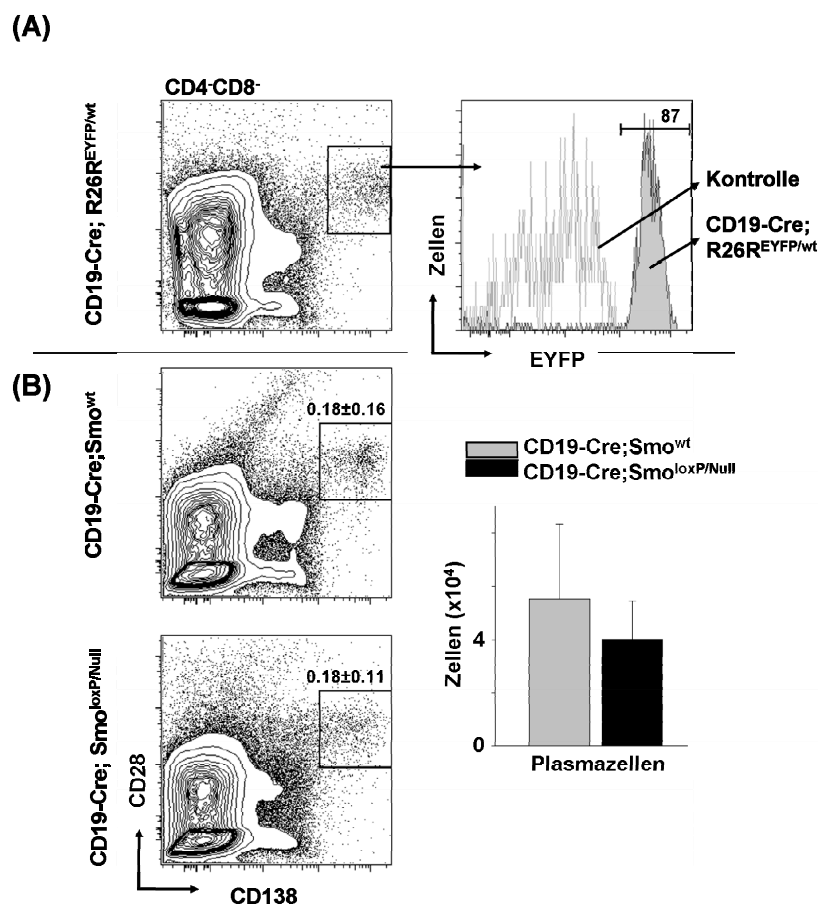 (A)
CD4⁻CD8⁻
CD19-Cre; R26R^EYFP/wt
87
Zellen
Kontrolle
CD19-Cre;
R26R^EYFP/wt
EYFP
(B)
CD19-Cre;Smo^wt
0.18±0.16
CD19-Cre;Smo^wt
CD19-Cre;Smo^loxP/Null
Zellen (x10⁴)
4
0
Plasmazellen
CD19-Cre; Smo^loxP/Null
0.18±0.11
CD28
CD138